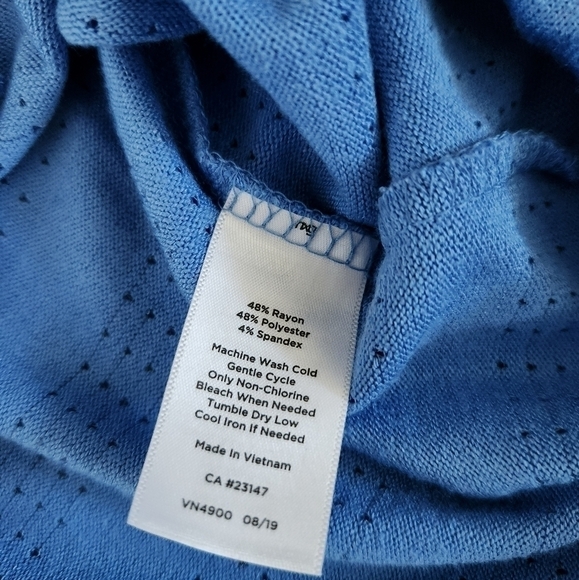 48% Rayon
48% Polyester
4% Spandex
Machine Wash Cold
Gentle Cycle
Only Non-Chlorine
Bleach When Needed
Tumble Dry Low
Cool Iron If Needed
Made In Vietnam
CA #23147
VN4900 08/19